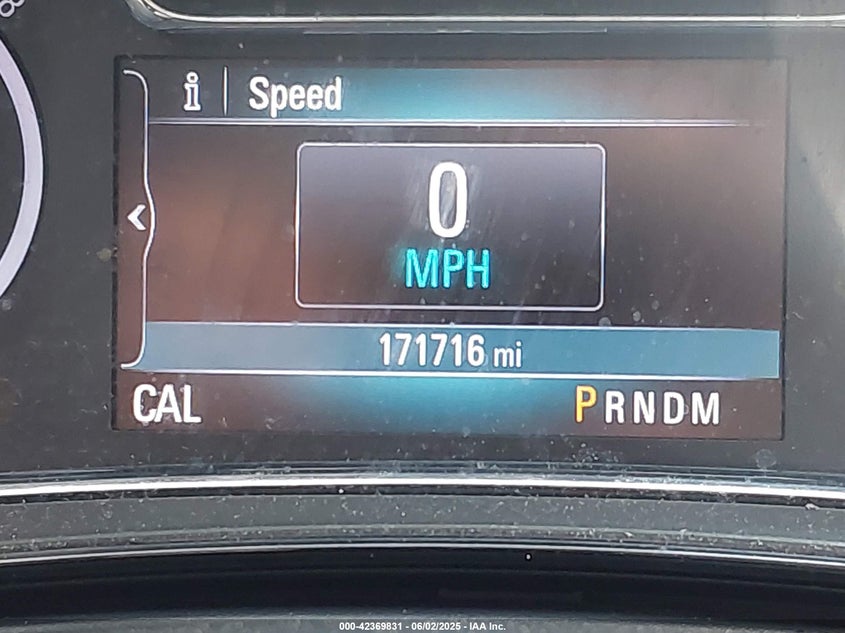 i | Speed
0
MPH
171716 mi
CAL PRNDM
000-42369831 - 06/02/2025 - IAA Inc.